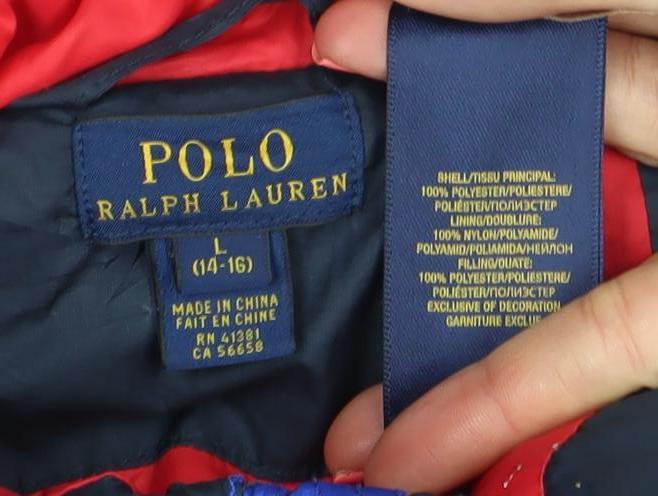 POLO
RALPH LAUREN
L
(14-16)
MADE IN CHINA
FAIT EN CHINE
RN 41381
CA 56658
SHELL/TISSU PRINCIPAL:
100% POLYESTER/POLIESTERE/
POLIÉSTER/ПОЛИЭСТЕР
LINING/DOUBLURE:
100% NYLON/POLYAMIDE/
POLYAMID/POLIAMIDA/НЕЙЛОН
FILLING/OUATE:
100% POLYESTER/POLIESTERE/
POLIÉSTER/ПОЛИЭСТЕР
EXCLUSIVE OF DECORATION
GARNITURE EXCLUE